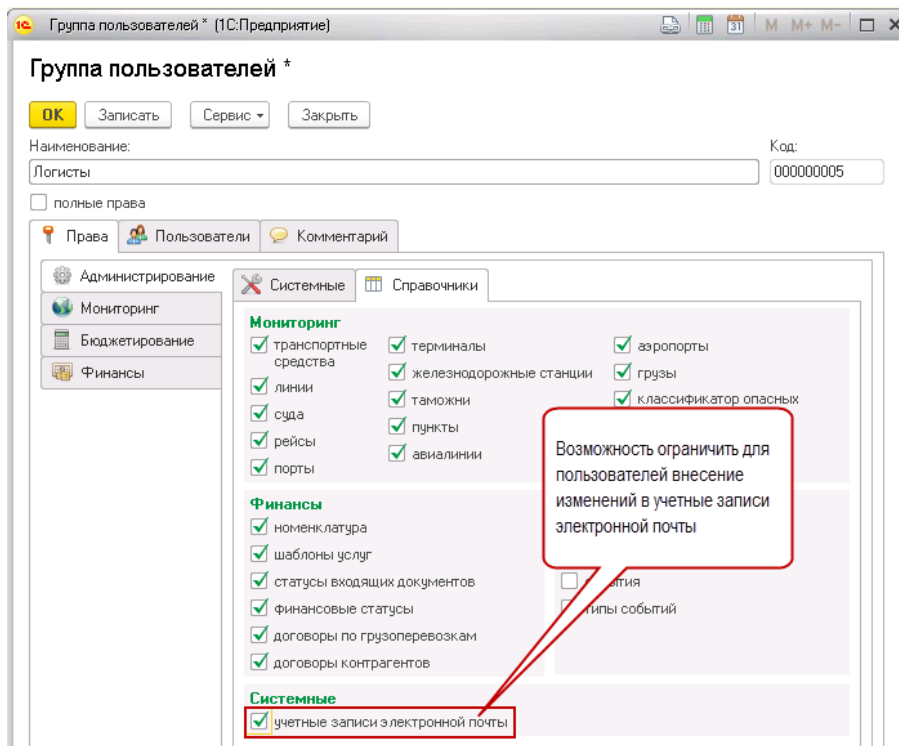 Группа пользователей * (1С:Предприятие)
M M+ M-
Группа пользователей *
ОК Записать Сервис Закрыть
Наименование: Код:
Логисты 000000005
полные права
Права Пользователи Комментарий
Администрирование
Мониторинг
Бюджетирование
Финансы
Системные Справочники
Мониторинг
транспортные средства
линии
суда
рейсы
порты
терминалы
железнодорожные станции
таможни
пункты
авиалинии
аэропорты
грузы
классификатор опасных
Возможность ограничить для
пользователей внесение
изменений в учетные записи
электронной почты
Финансы
номенклатура
шаблоны услуг
статусы входящих документов
финансовые статусы
договоры по грузоперевозкам
договоры контрагентов
типы событий
Системные
учетные записи электронной почты